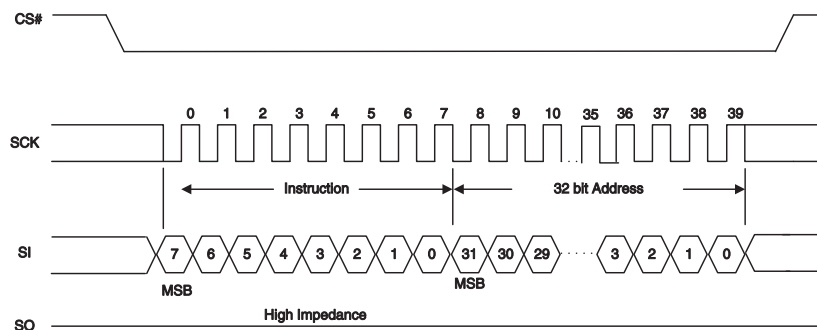 CS#
0 1 2 3 4 5 6 7 8 9 10 35 36 37 38 39
SCK
Instruction 32 bit Address
SI 7 6 5 4 3 2 1 0 31 30 29 3 2 1 0
MSB MSB
High Impedance
SO